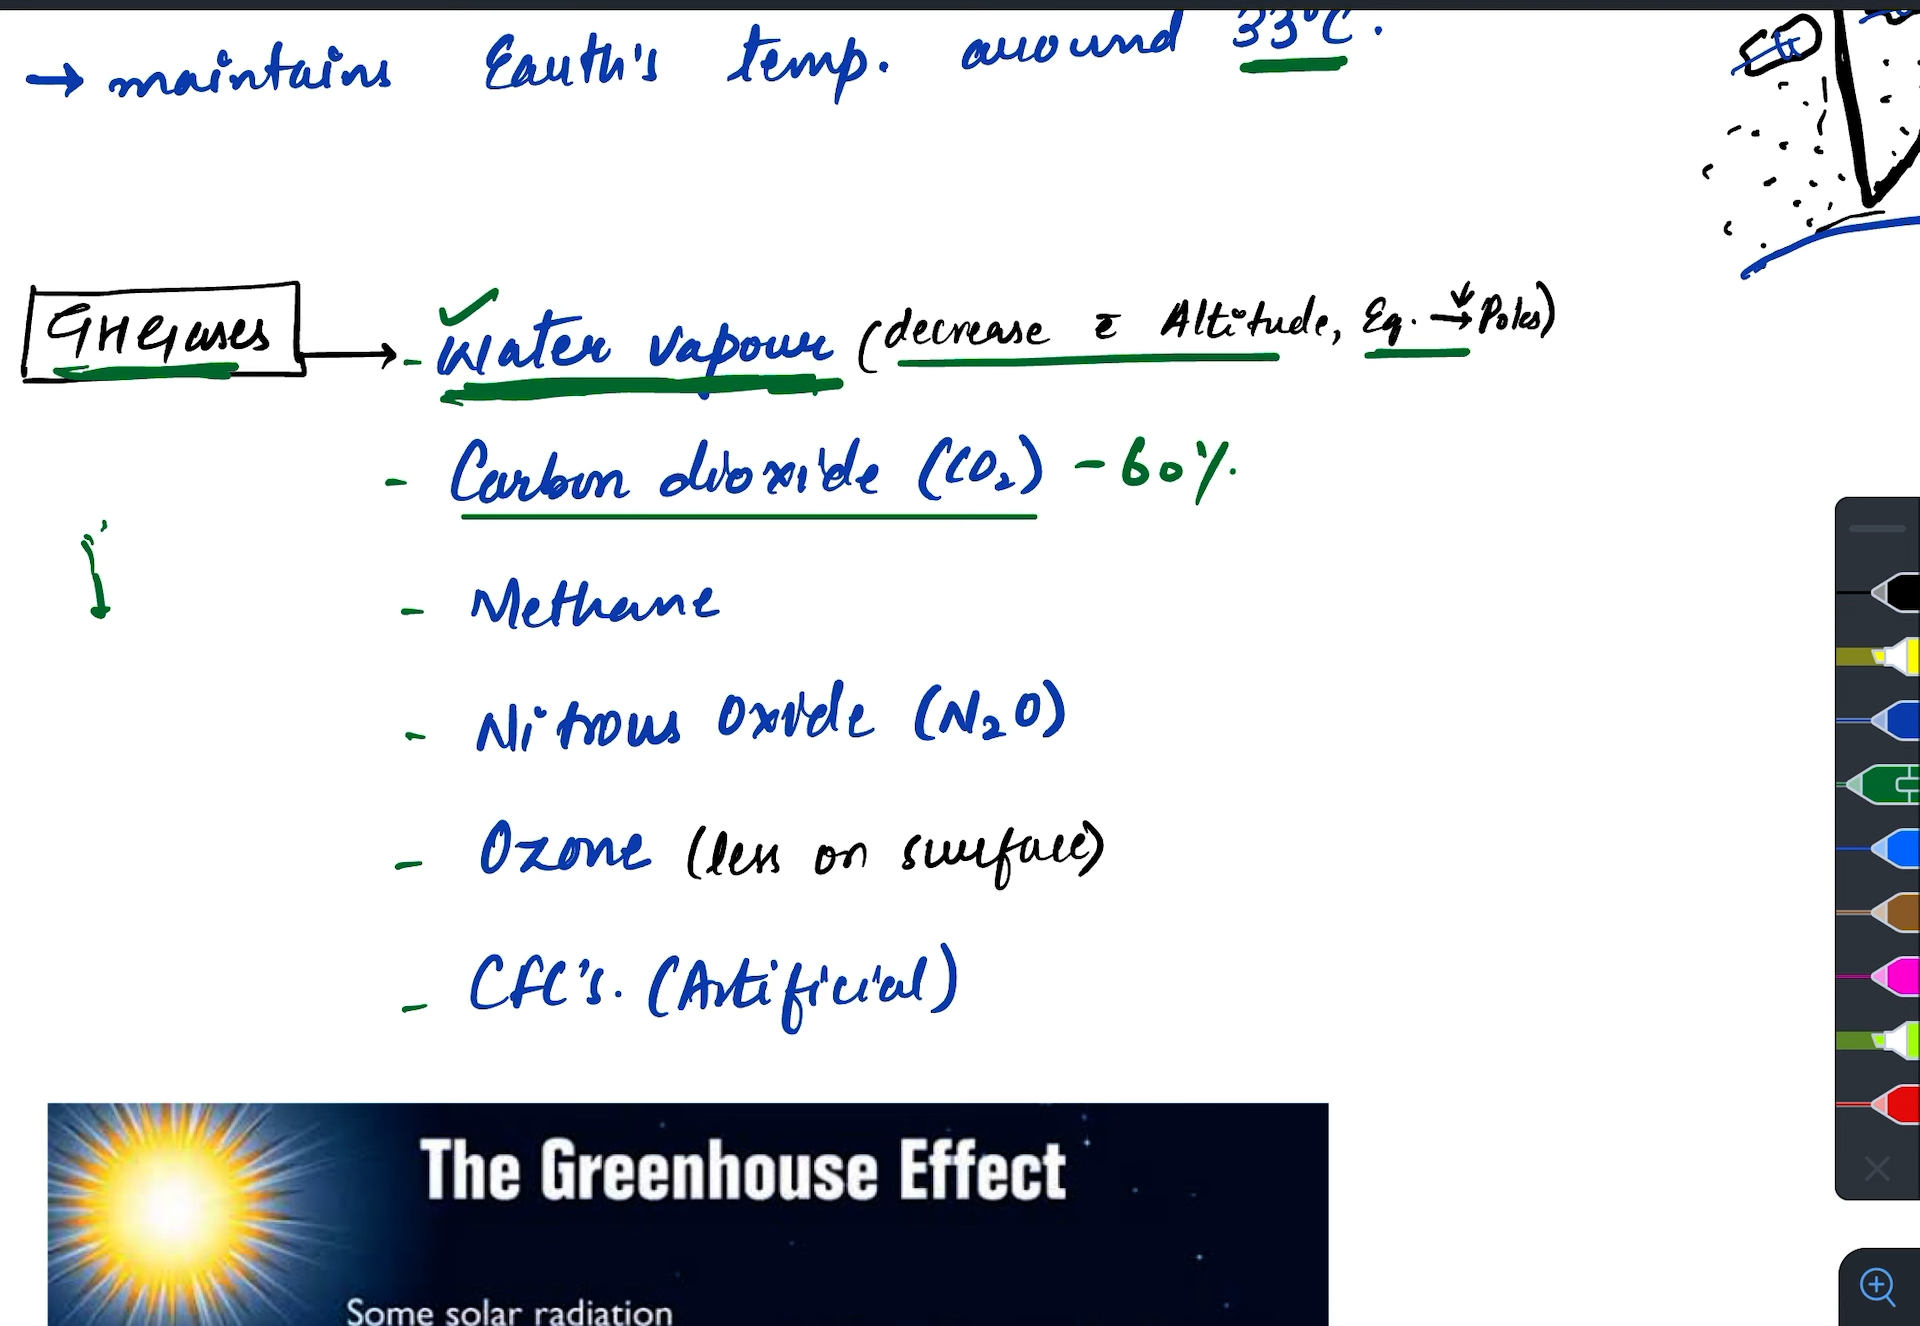 → maintains Earth's temp. around 33°C.
GHGases → - Water vapour (decrease c̄ Altitude, Eq. → Poles)
- Carbon dioxide (CO₂) - 60%.
- Methane
- Nitrous Oxide (N₂O)
- Ozone (less on surface)
- CFC's. (Artificial)
The Greenhouse Effect
Some solar radiation